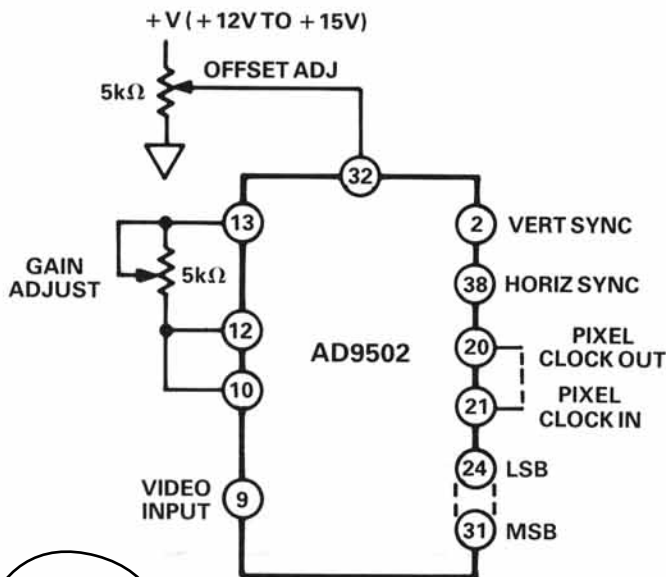 +V (+12V TO +15V)
OFFSET ADJ
5kΩ
32
13
2 VERT SYNC
GAIN
ADJUST
5kΩ
38 HORIZ SYNC
12
AD9502
20 PIXEL
CLOCK OUT
10
21 PIXEL
CLOCK IN
24 LSB
VIDEO
INPUT
9
31 MSB